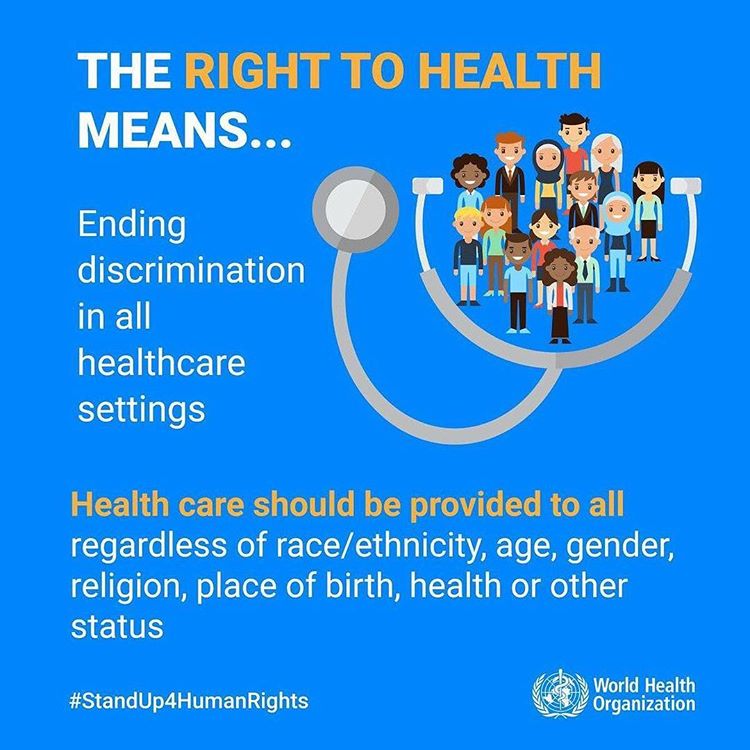 THE RIGHT TO HEALTH
MEANS...
Ending
discrimination
in all
healthcare
settings
Health care should be provided to all
regardless of race/ethnicity, age, gender,
religion, place of birth, health or other
status
#StandUp4HumanRights
World Health
Organization